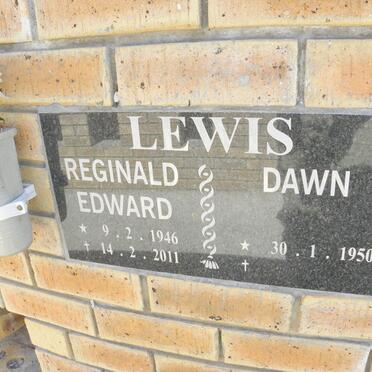 LEWIS
REGINALD
EDWARD
★ 9 . 2 . 1946
✝ 14 . 2 . 2011
DAWN
★ 30 . 1 . 1950
✝